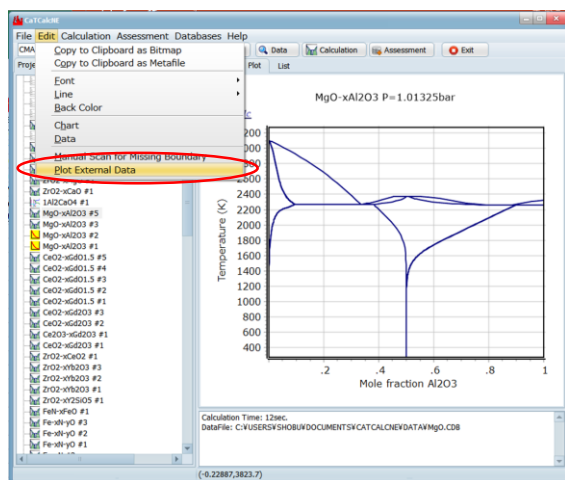 CaTCalcNE
File Edit Calculation Assessment Databases Help
CMA
Data Calculation Assessment Exit
Proje
Plot List
Copy to Clipboard as Bitmap
Copy to Clipboard as Metafile
Font
Line
Back Color
Chart
Data
Manual Scan for Missing Boundary
Plot External Data
ZrO2-xCaO #1
1Al2CaO4 #1
MgO-xAl2O3 #5
MgO-xAl2O3 #3
MgO-xAl2O3 #2
MgO-xAl2O3 #1
CeO2-xGdO1.5 #5
CeO2-xGdO1.5 #4
CeO2-xGdO1.5 #3
CeO2-xGdO1.5 #2
CeO2-xGdO1.5 #1
CeO2-xGd2O3 #3
CeO2-xGd2O3 #2
Ce2O3-xGd2O3 #1
CeO2-xGd2O3 #1
ZrO2-xCeO2 #1
ZrO2-xYb2O3 #3
ZrO2-xYb2O3 #2
ZrO2-xYb2O3 #1
ZrO2-xY2SiO5 #1
FeN-xFeO #1
Fe-xN-yO #3
Fe-xN-yO #2
Fe-xN-yO #1
MgO-xAl2O3 P=1.01325bar
2400
2200
2000
1800
1600
1400
1200
1000
800
600
400
Temperature (K)
.2 .4 .6 .8 1
Mole fraction Al2O3
Calculation Time: 12sec.
DataFile: C:¥USERS¥SHOBU¥DOCUMENTS¥CATCALCNE¥DATA¥MgO.CDB
(-0.22887,3823.7)